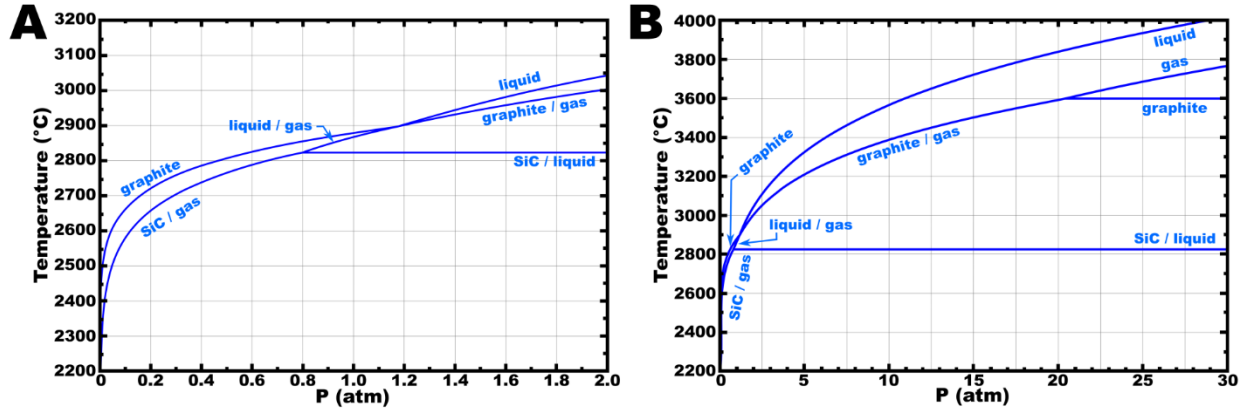 A
3200
3100
3000
2900
2800
2700
2600
2500
2400
2300
2200
Temperature (°C)
0
0.2
0.4
0.6
0.8
1.0
1.2
1.4
1.6
1.8
2.0
P (atm)
liquid
graphite / gas
liquid / gas
graphite
SiC / gas
SiC / liquid
B
4000
3800
3600
3400
3200
3000
2800
2600
2400
2200
Temperature (°C)
0
5
10
15
20
25
30
P (atm)
liquid
gas
graphite
graphite / gas
graphite
liquid / gas
SiC / liquid
SiC / gas